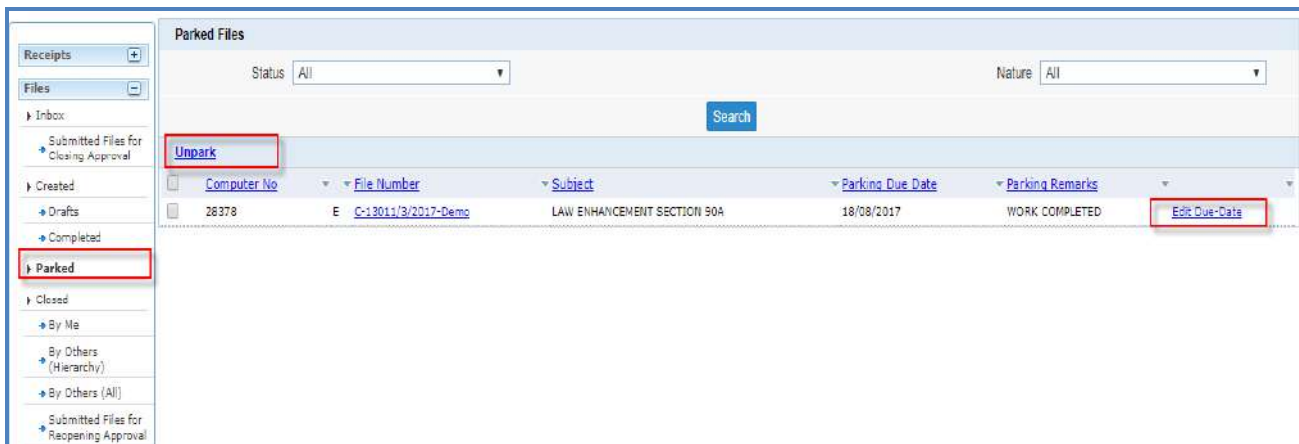 Receipts
Files
Inbox
Submitted Files for
Closing Approval
Created
Drafts
Completed
Parked
Closed
By Me
By Others
(Hierarchy)
By Others (All)
Submitted Files for
Reopening Approval
Parked Files
Status All Nature All
Search
Unpark
Computer No File Number Subject Parking Due Date Parking Remarks
28378 E C-13011/3/2017-Demo LAW ENHANCEMENT SECTION 90A 18/08/2017 WORK COMPLETED Edit Due-Date